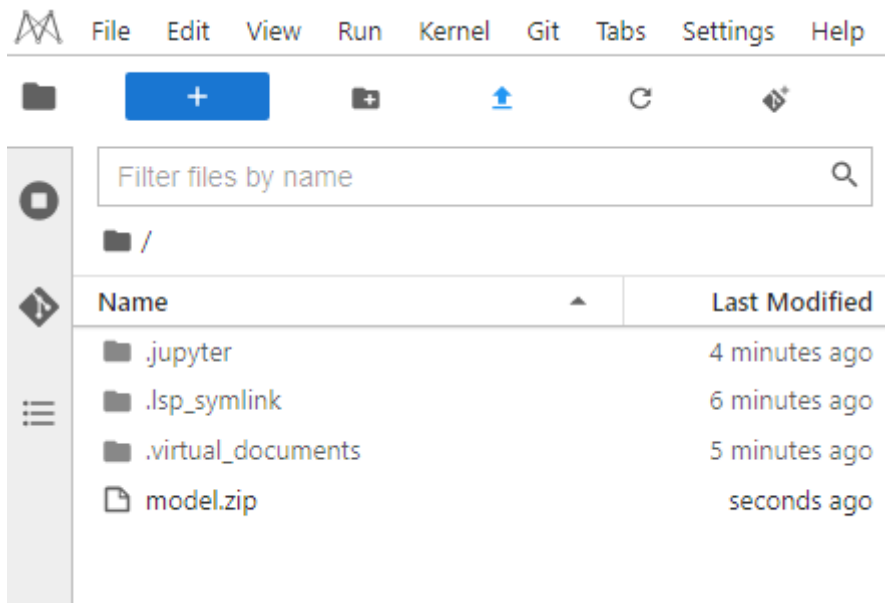 File Edit View Run Kernel Git Tabs Settings Help
Filter files by name
/
Name Last Modified
.jupyter 4 minutes ago
.lsp_symlink 6 minutes ago
.virtual_documents 5 minutes ago
model.zip seconds ago